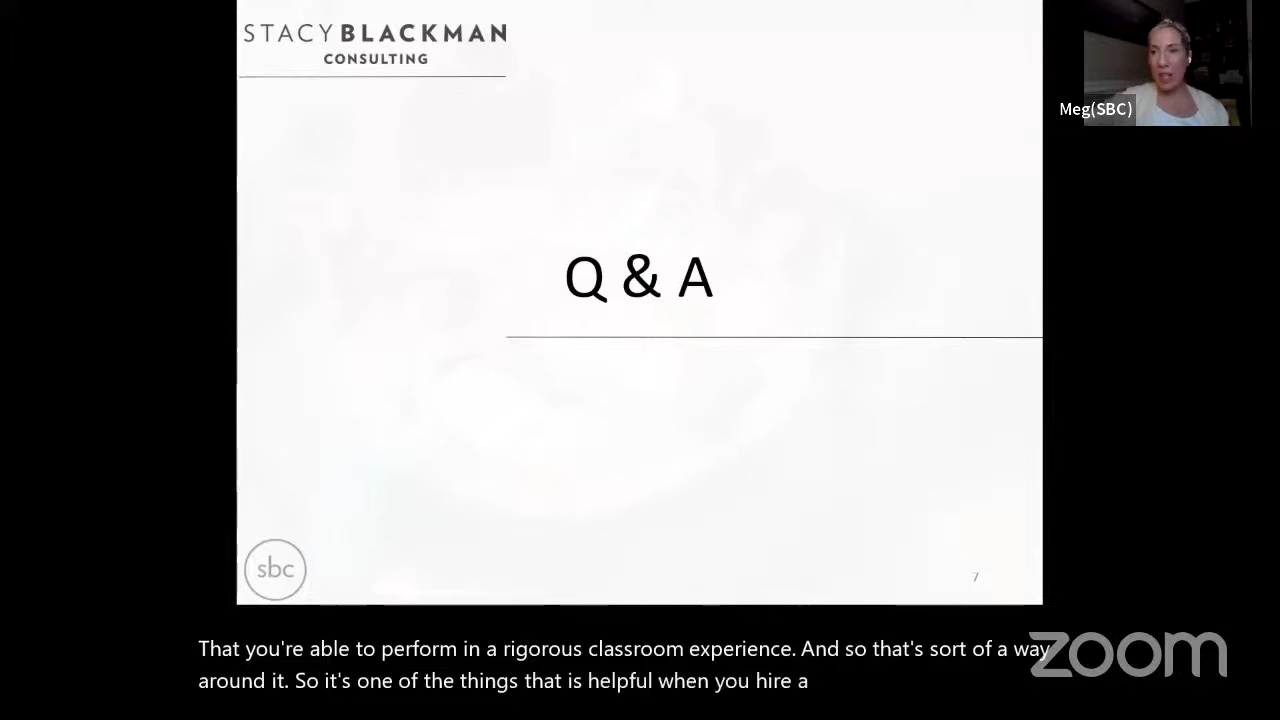 STACY BLACKMAN
CONSULTING
Meg(SBC)
Q & A
sbc
7
That you're able to perform in a rigorous classroom experience. And so that's sort of a way
around it. So it's one of the things that is helpful when you hire a
zoom